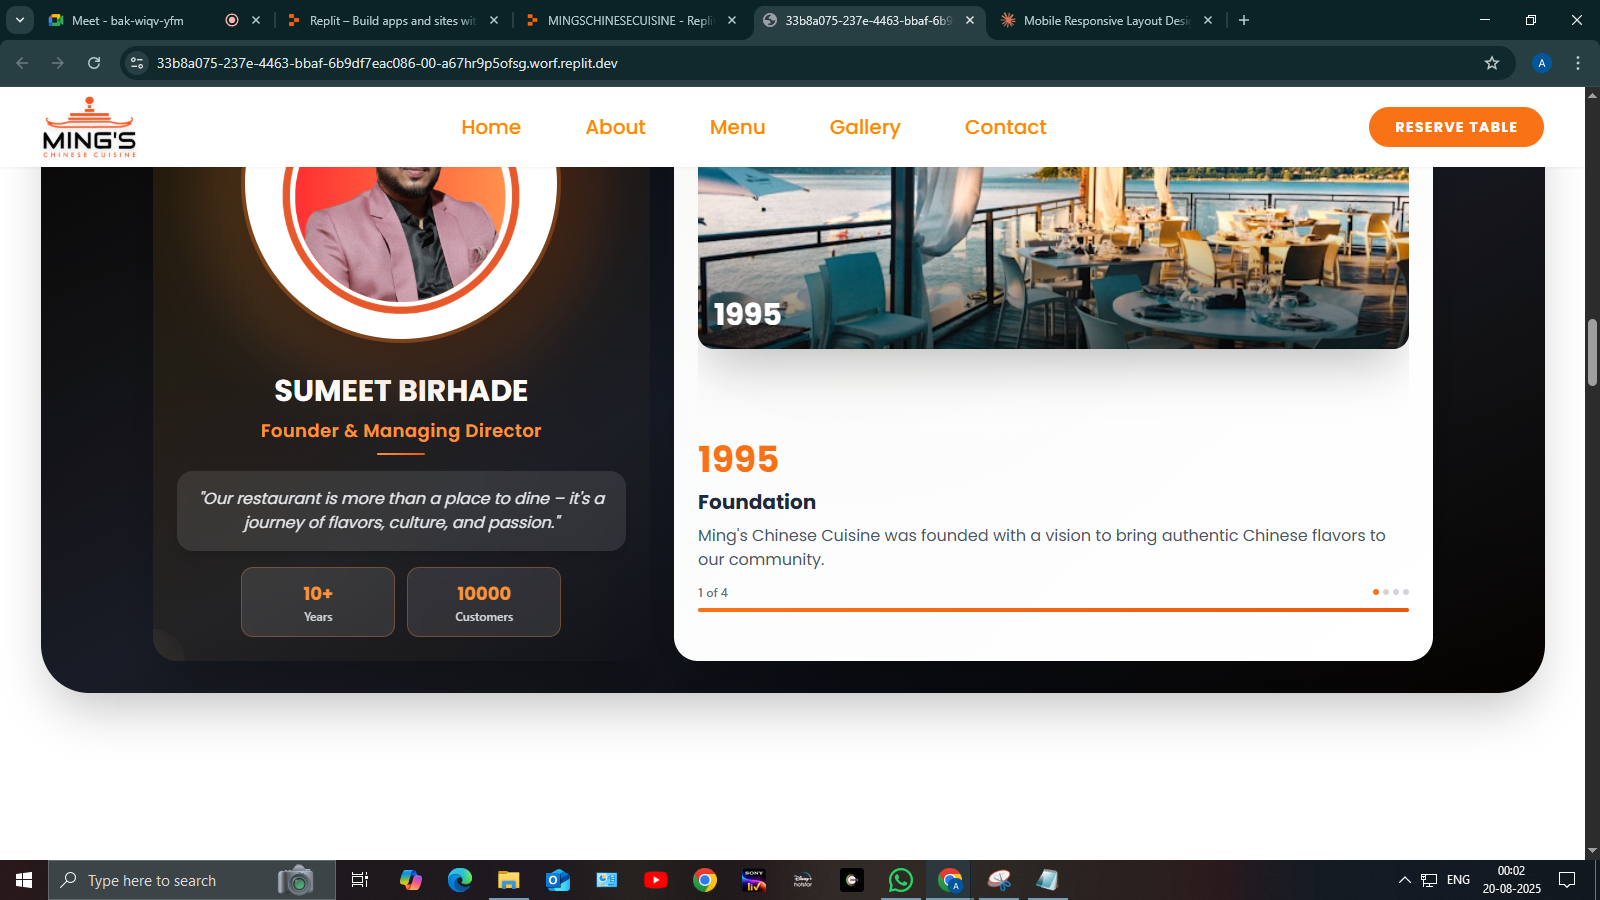 Meet - bak-wiqv-yfm
Replit – Build apps and sites wit
MINGSCHINESECUISINE - Repli
33b8a075-237e-4463-bbaf-6b9
Mobile Responsive Layout Desi
33b8a075-237e-4463-bbaf-6b9df7eac086-00-a67hr9p5ofsg.worf.replit.dev
A
MING'S
CHINESE CUISINE
Home
About
Menu
Gallery
Contact
RESERVE TABLE
1995
SUMEET BIRHADE
Founder & Managing Director
"Our restaurant is more than a place to dine – it's a
journey of flavors, culture, and passion."
10+
Years
10000
Customers
1995
Foundation
Ming's Chinese Cuisine was founded with a vision to bring authentic Chinese flavors to
our community.
1 of 4
Type here to search
SONY
liv
hotstar
A
ENG
00:02
20-08-2025